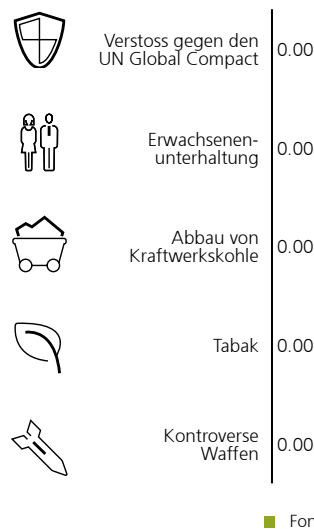 Verstoss gegen den
UN Global Compact
0.00
Erwachsenen-
unterhaltung
0.00
Abbau von
Kraftwerkskohle
0.00
Tabak
0.00
Kontroverse
Waffen
0.00